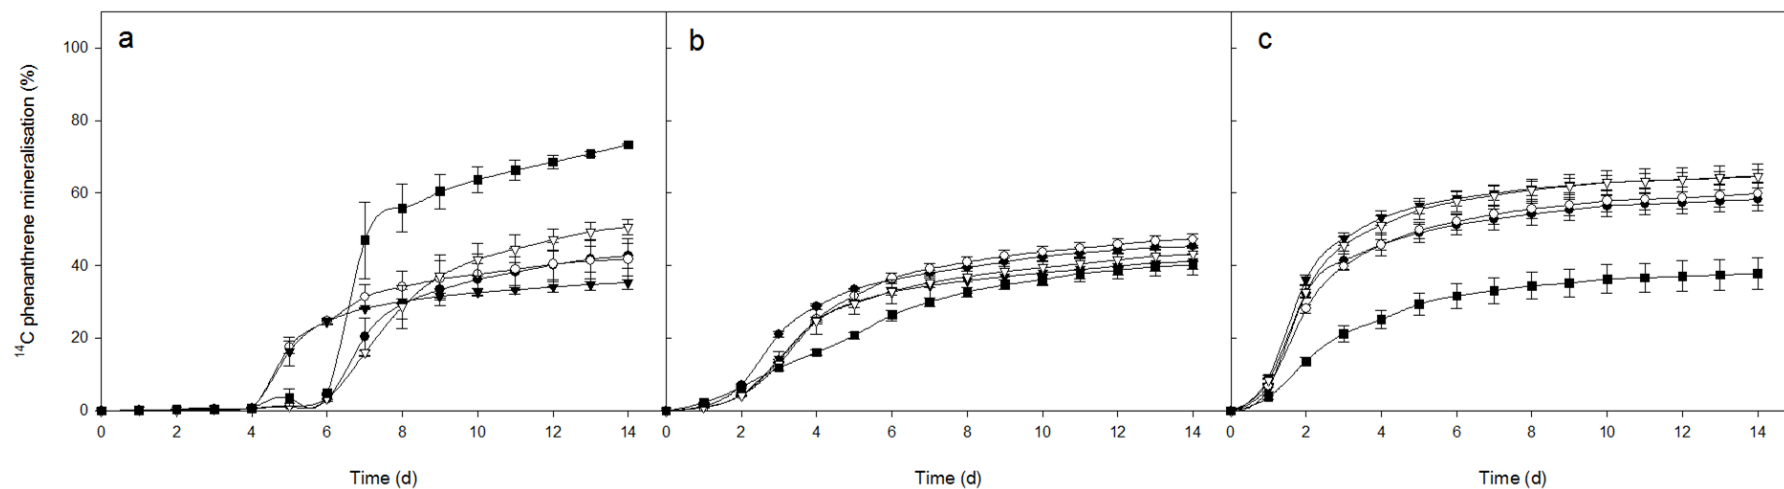 a
b
c
¹⁴C phenanthrene mineralisation (%)
100
80
60
40
20
0
0 2 4 6 8 10 12 14
0 2 4 6 8 10 12 14
0 2 4 6 8 10 12 14
Time (d)
Time (d)
Time (d)